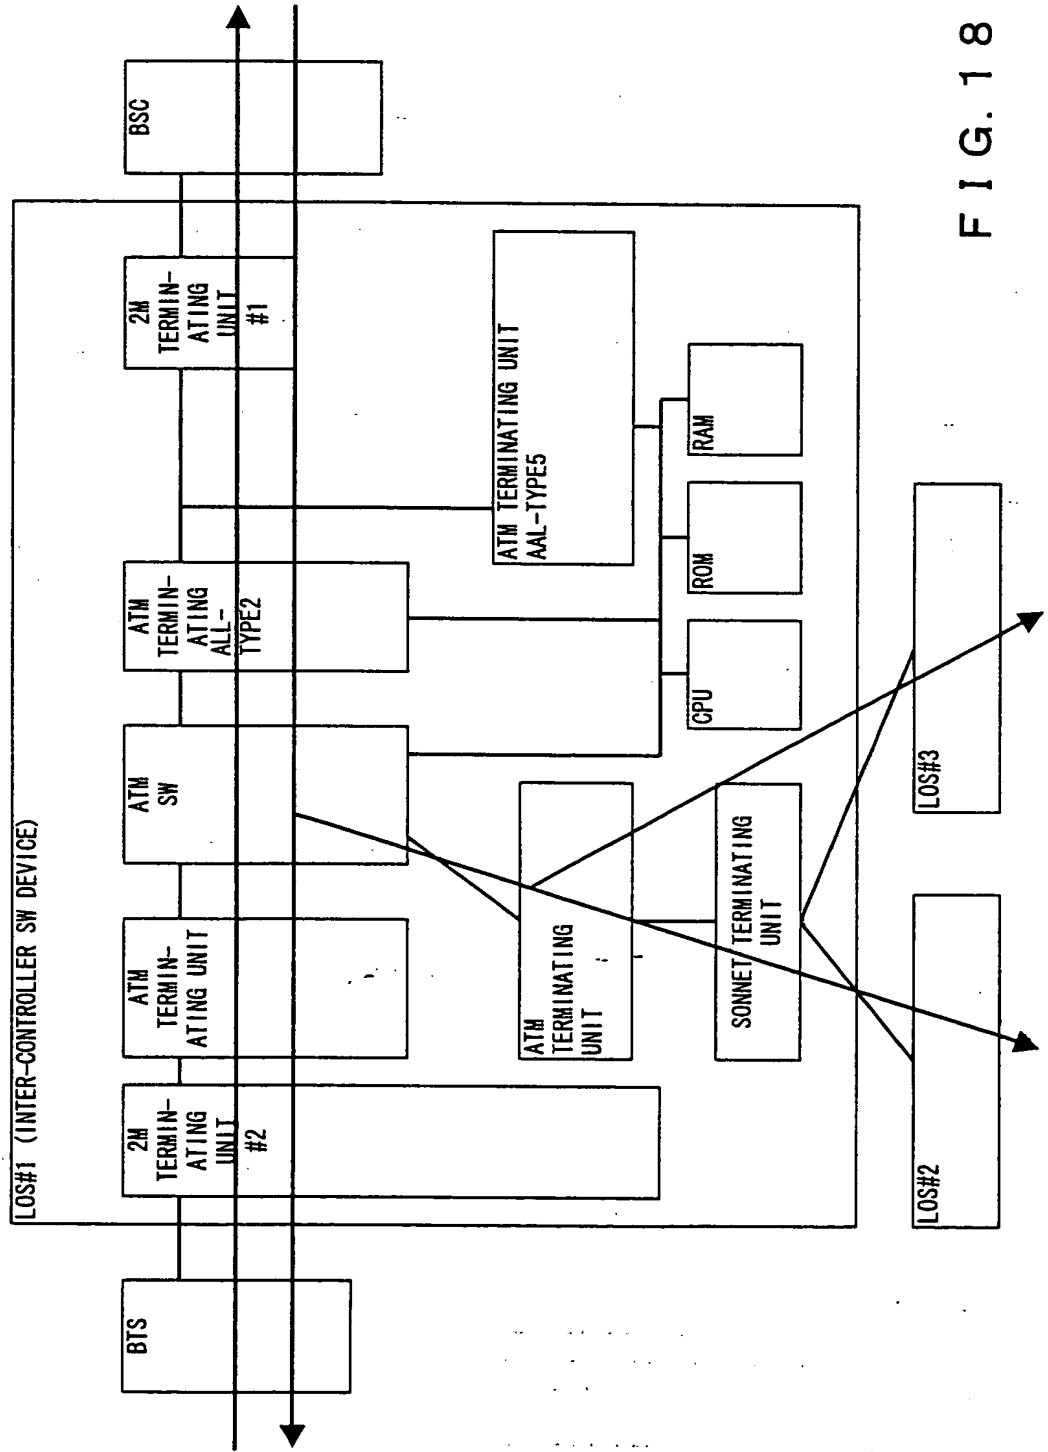 LOS#1 (INTER-CONTROLLER SW DEVICE)
BTS
2M
TERMIN-
ATING
UNIT
#2
ATM
TERMIN-
ATING UNIT
ATM
SW
ATM
TERMIN-
ATING
ALL-
TYPE2
2M
TERMIN-
ATING
UNIT
#1
BSC
ATM
TERMINATING
UNIT
ATM TERMINATING UNIT
AAL-TYPE5
SONNET TERMINATING
UNIT
CPU
ROM
RAM
LOS#2
LOS#3
FIG. 18